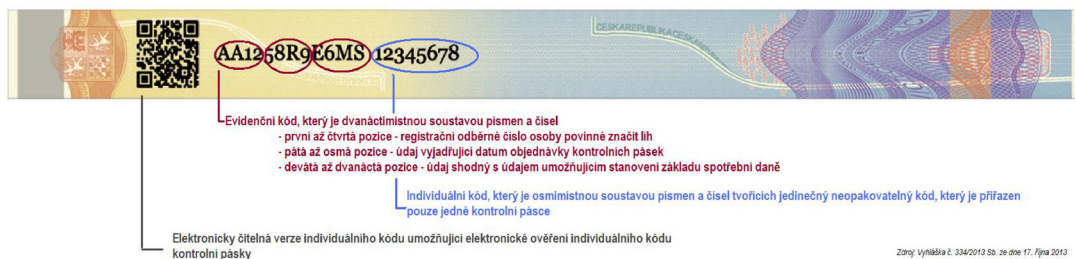 ČESKÁREPUBLIKAČESKÁREPUBLIKA
AA1258R9E6MS 12345678
Evidenční kód, který je dvanáctimístnou soustavou písmen a čísel
- první až čtvrtá pozice - registrační odběrné číslo osoby povinné značit líh
- pátá až osmá pozice - údaj vyjadřující datum objednávky kontrolních pásek
- devátá až dvanáctá pozice - údaj shodný s údajem umožňujícím stanovení základu spotřební daně
Individuální kód, který je osmimístnou soustavou písmen a čísel tvořících jedinečný neopakovatelný kód, který je přiřazen
pouze jedné kontrolní pásce
Elektronicky čitelná verze individuálního kódu umožňující elektronické ověření individuálního kódu
kontrolní pásky
Zdroj: Vyhláška č. 334/2013 Sb. ze dne 17. října 2013